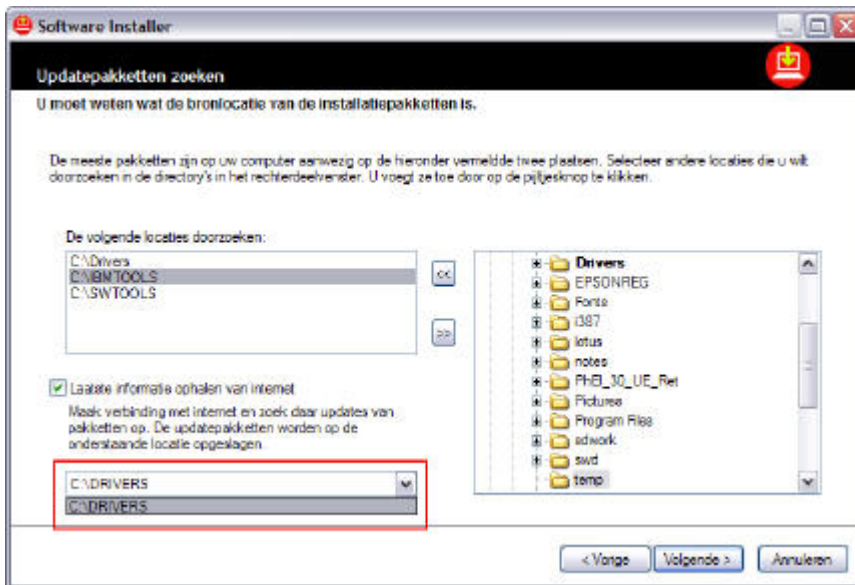 Software Installer
Updatepakketten zoeken
U moet weten wat de bronlocatie van de installatiepakketten is.
De meeste pakketten zijn op uw computer aanwezig op de hieronder vermeldde twee plaatsen. Selecteer andere locaties die u wilt
doorzoeken in de directory's in het rechterdeelvenster. U voegt ze toe door op de pijltjesknop te klikken.
De volgende locaties doorzoeken:
C:\Drivers
C:\IBMTOOLS
C:\SWTOOLS
<<
>>
Drivers
EPSONREG
Fonts
i387
lotus
notes
PhEI_30_UE_Ret
Pictures
Program Files
sdwork
swd
temp
Laatste informatie ophalen van internet
Maak verbinding met internet en zoek daar updates van
pakketten op. De updatepakketten worden op de
onderstaande locatie opgeslagen.
C:\DRIVERS
C:\DRIVERS
< Vorige
Volgende >
Annuleren